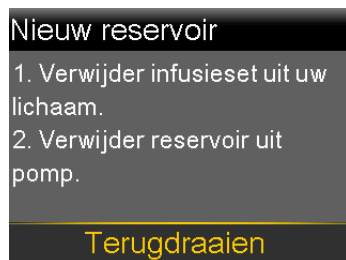 Nieuw reservoir
1. Verwijder infusieset uit uw
lichaam.
2. Verwijder reservoir uit
pomp.
Terugdraaien